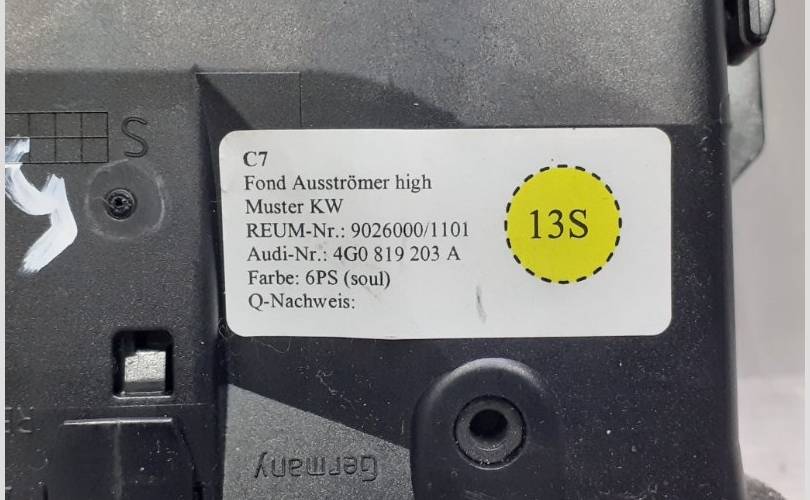 S
C7
Fond Ausströmer high
Muster KW
REUM-Nr.: 9026000/1101
Audi-Nr.: 4G0 819 203 A
Farbe: 6PS (soul)
Q-Nachweis:
13S
Germany